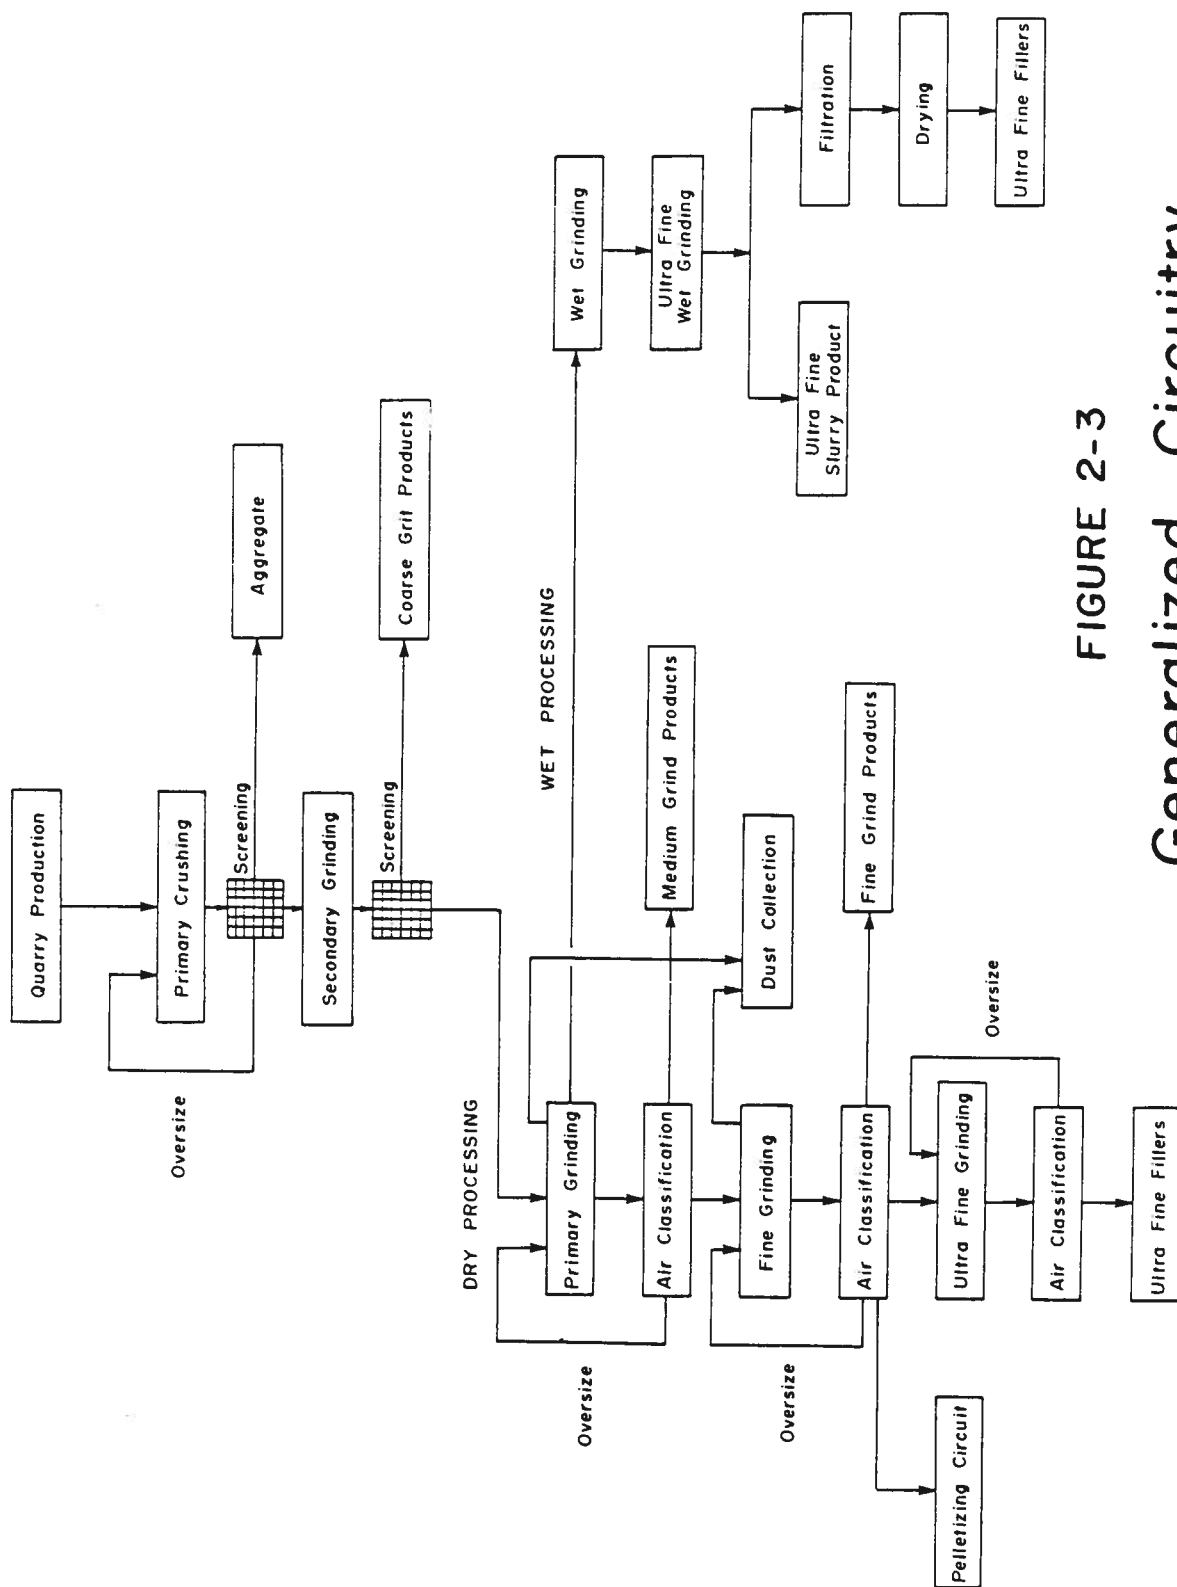 Quarry Production
Primary Crushing
Oversize
Screening
Aggregate
Secondary Grinding
Screening
Coarse Grit Products
DRY PROCESSING
WET PROCESSING
Primary Grinding
Wet Grinding
Oversize
Air Classification
Medium Grind Products
Ultra Fine
Wet Grinding
Fine Grinding
Dust Collection
Oversize
Ultra Fine
Slurry Product
Filtration
Air Classification
Fine Grind Products
Drying
Pelletizing Circuit
Ultra Fine Grinding
Oversize
Ultra Fine Fillers
Air Classification
Ultra Fine Fillers
FIGURE 2-3
Generalized Circuitry